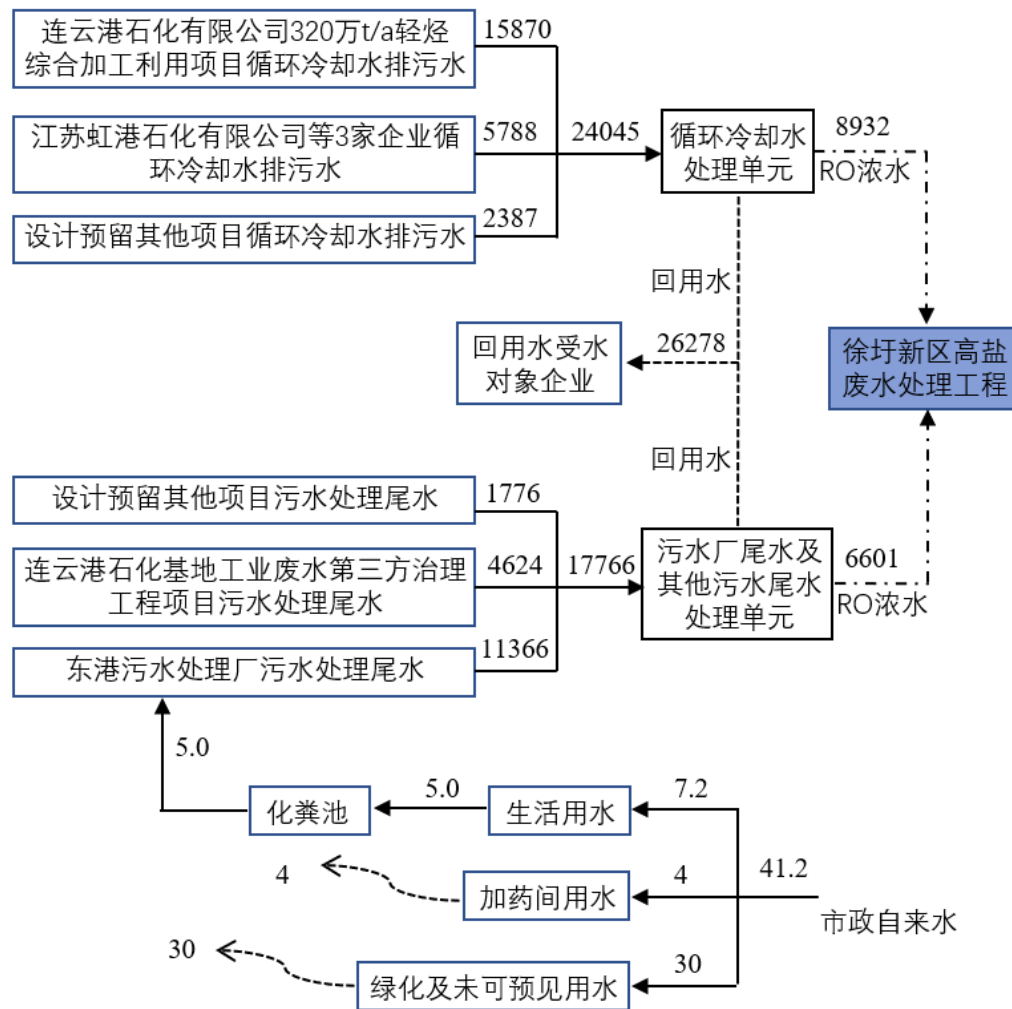 连云港石化有限公司320万t/a轻烃
综合加工利用项目循环冷却水排污水
15870
江苏虹港石化有限公司等3家企业循
环冷却水排污水
5788
24045
循环冷却水
处理单元
8932
RO浓水
设计预留其他项目循环冷却水排污水
2387
回用水
回用水受水
对象企业
26278
徐圩新区高盐
废水处理工程
回用水
设计预留其他项目污水处理尾水
1776
连云港石化基地工业废水第三方治理
工程项目污水处理尾水
4624
17766
污水厂尾水及
其他污水尾水
处理单元
6601
RO浓水
东港污水处理厂污水处理尾水
11366
5.0
化粪池
5.0
生活用水
7.2
4
加药间用水
4
41.2
市政自来水
30
绿化及未可预见用水
30